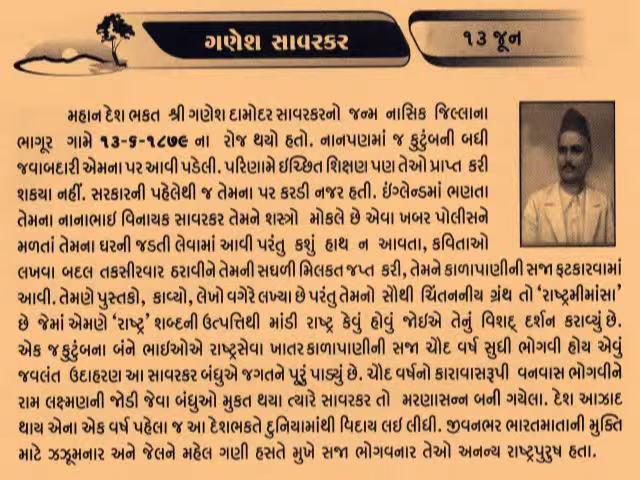 ગણેશ સાવરકર
૧૩ જૂન
મહાન દેશ ભક્ત શ્રી ગણેશ દામોદર સાવરકરનો જન્મ નાસિક જિલ્લાના
ભાગૂર ગામે ૧૩-૬-૧૮૭૯ ના રોજ થયો હતો. નાનપણમાં જ કુટુંબની બધી
જવાબદારી એમના પર આવી પડેલી. પરિણામે ઇચ્છિત શિક્ષણ પણ તેઓ પ્રાપ્ત કરી
શકયા નહીં. સરકારની પહેલેથી જ તેમના પર કરડી નજર હતી. ઇંગ્લેન્ડમાં ભણતા
તેમના નાનાભાઈ વિનાયક સાવરકર તેમને શસ્ત્રો મોકલે છે એવા ખબર પોલીસને
મળતાં તેમના ઘરની જડતી લેવામાં આવી પરંતુ કશું હાથ ન આવતા, કવિતાઓ
લખવા બદલ તકસીરવાર ઠરાવીને તેમની સઘળી મિલકત જપ્ત કરી, તેમને કાળાપાણીની સજા ફટકારવામાં
આવી. તેમણે પુસ્તકો, કાવ્યો, લેખો વગેરે લખ્યા છે પરંતુ તેમનો સૌથી ચિંતનનીય ગ્રંથ તો ‘રાષ્ટ્રમીમાંસા’
છે જેમાં એમણે ‘રાષ્ટ્ર’ શબ્દની ઉત્પત્તિથી માંડી રાષ્ટ્ર કેવું હોવું જોઈએ તેનું વિશદ્ દર્શન કરાવ્યું છે.
એક જ કુટુંબના બંને ભાઈઓએ રાષ્ટ્રસેવા ખાતર કાળાપાણીની સજા ચૌદ વર્ષ સુધી ભોગવી હોય એવું
જવલંત ઉદાહરણ આ સાવરકર બંધુએ જગતને પૂરું પાડ્યું છે. ચૌદ વર્ષનો કારાવાસરૂપી વનવાસ ભોગવીને
રામ લક્ષ્મણની જોડી જેવા બંધુઓ મુકત થયા ત્યારે સાવરકર તો મરણાસન્ન બની ગયેલા. દેશ આઝાદ
થાય એના એક વર્ષ પહેલા જ આ દેશભક્તે દુનિયામાંથી વિદાય લઇ લીધી. જીવનભર ભારતમાતાની મુક્તિ
માટે ઝઝૂમનાર અને જેલને મહેલ ગણી હસતે મુખે સજા ભોગવનાર તેઓ અનન્ય રાષ્ટ્રપુરુષ હતા.